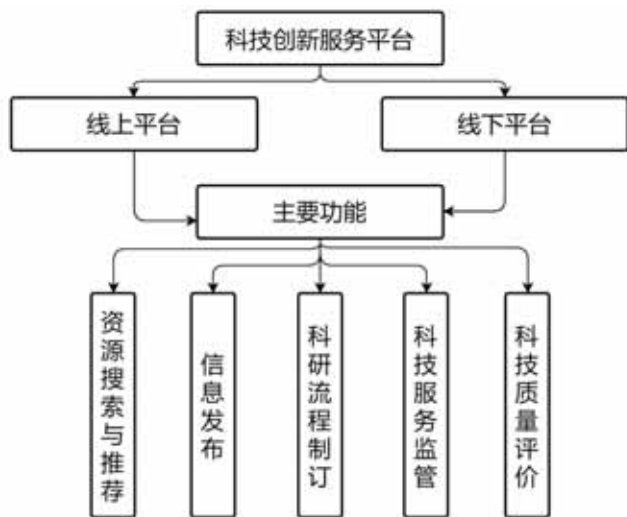 科技创新服务平台
线上平台
线下平台
主要功能
资源搜索与推荐
信息发布
科研流程制订
科技服务监管
科技质量评价